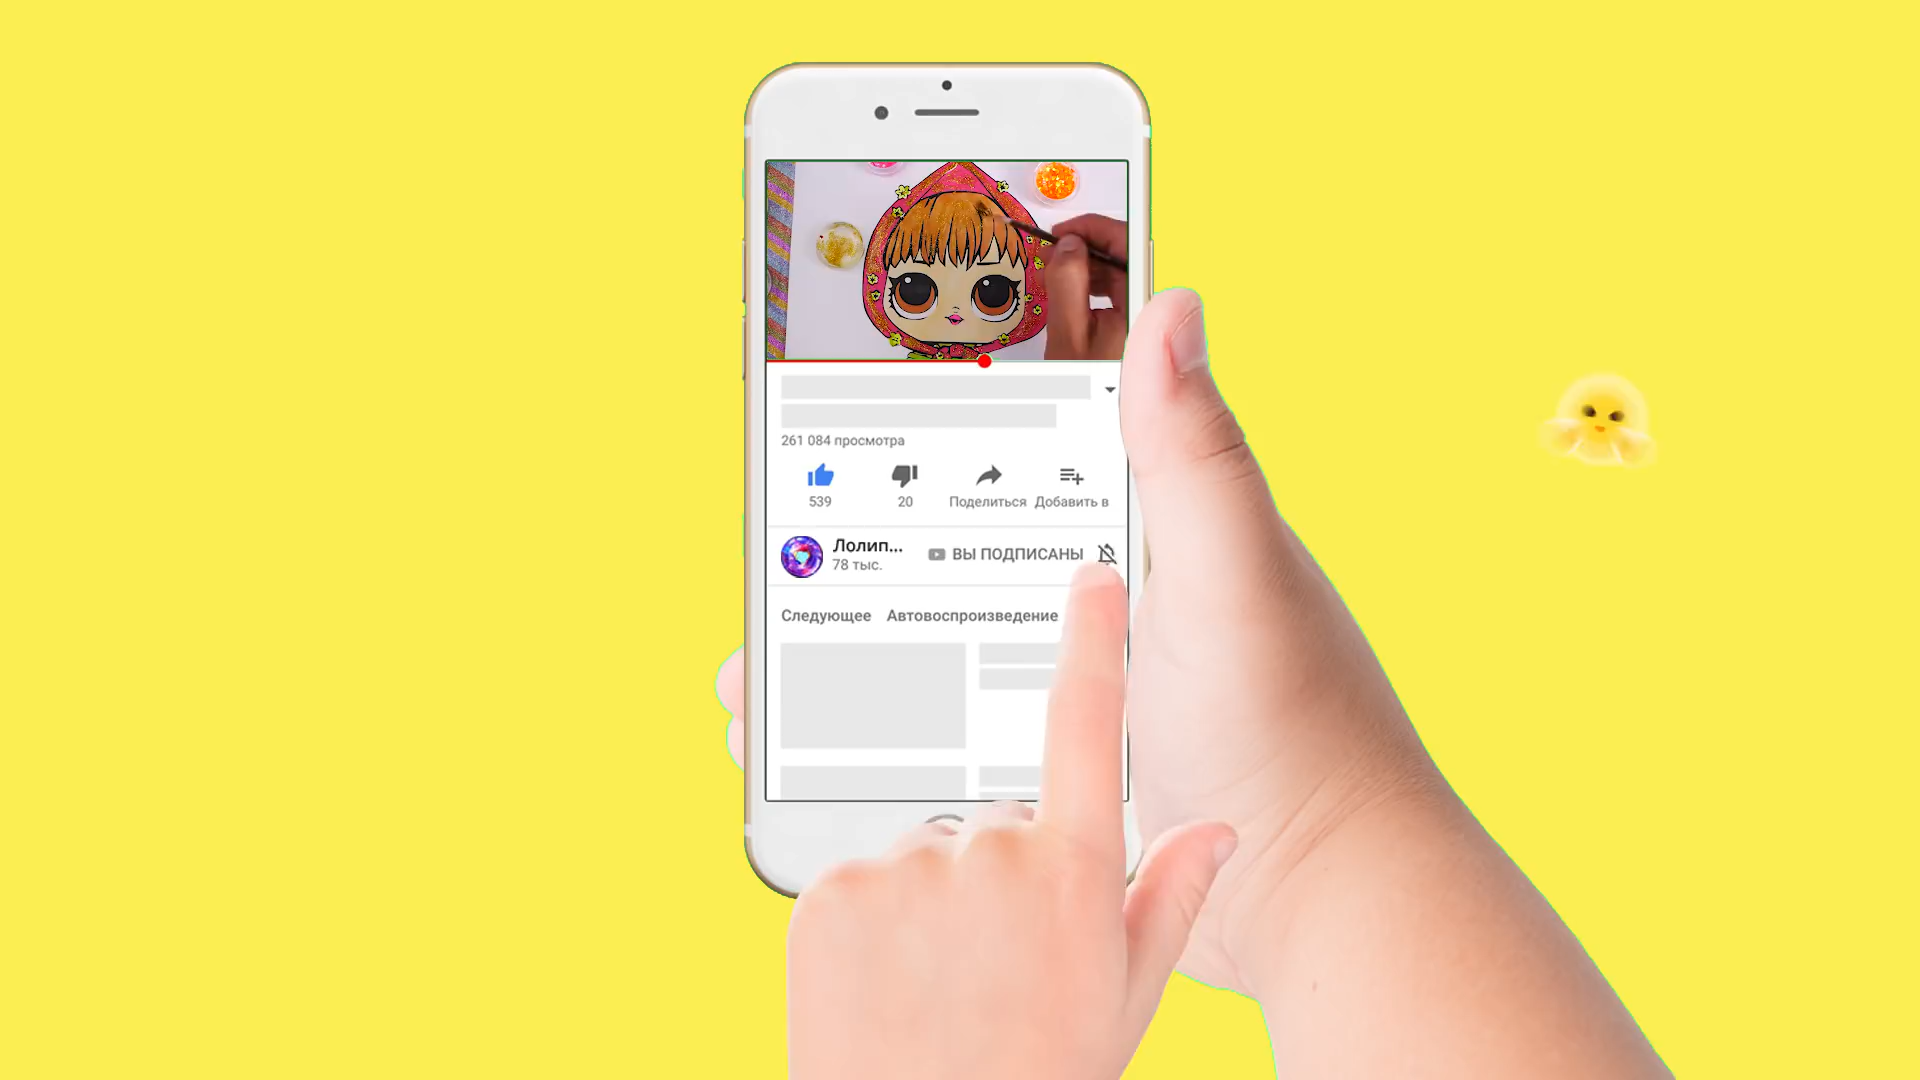 261 084 просмотра
539
20
Поделиться
Добавить в
Лолип...
78 тыс.
ВЫ ПОДПИСАНЫ
Следующее Автовоспроизведение